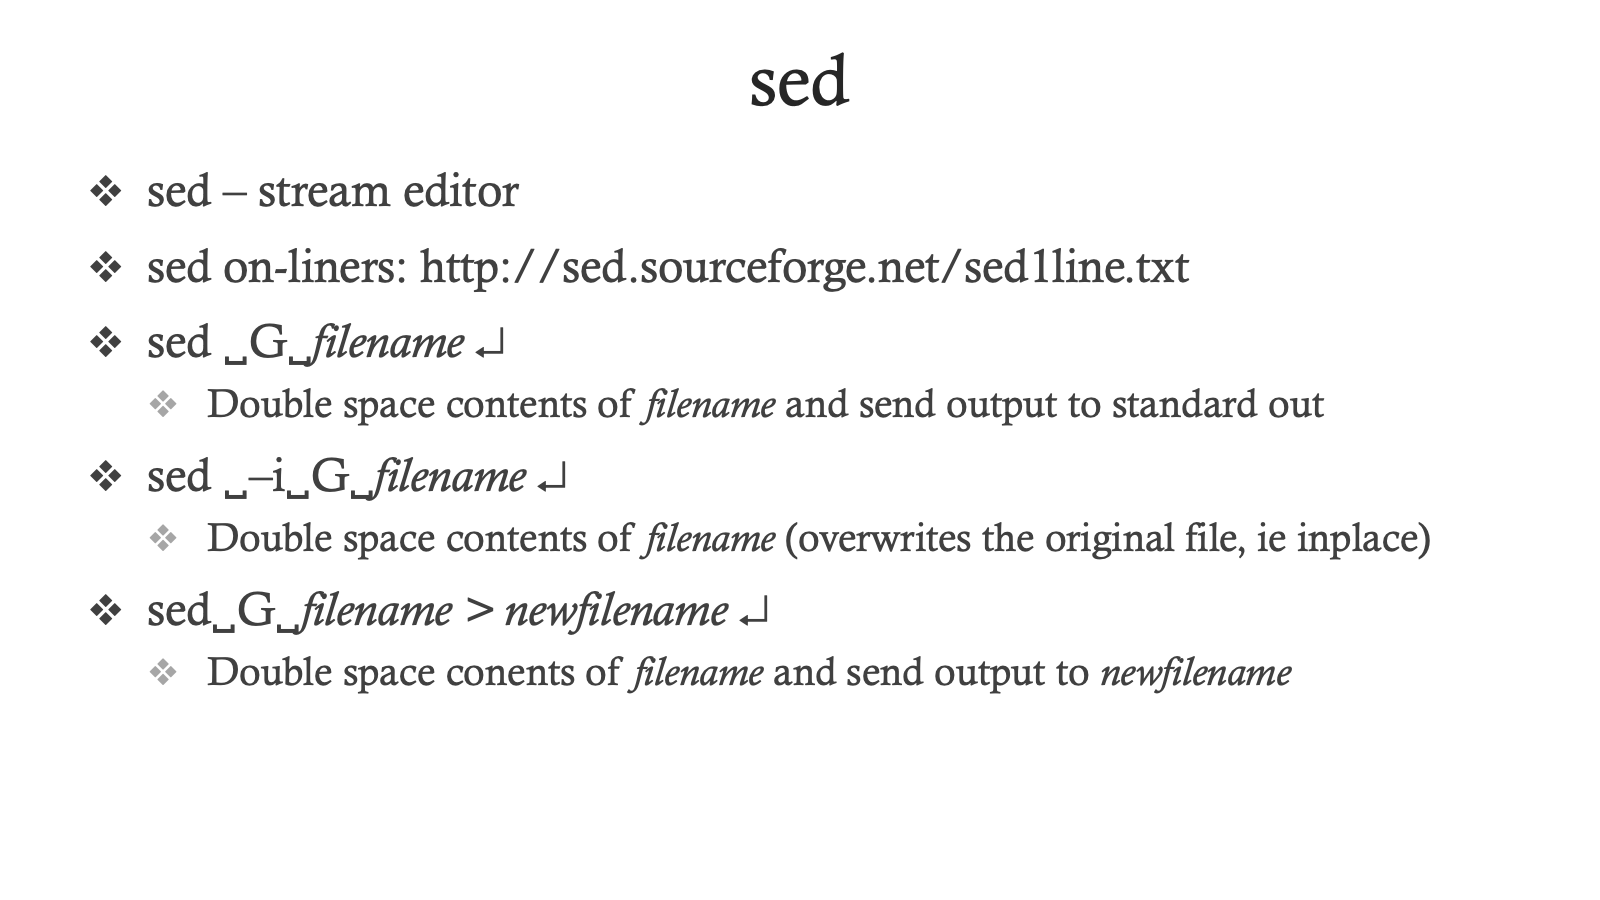 sed
❖ sed – stream editor
❖ sed on-liners: http://sed.sourceforge.net/sed1line.txt
❖ sed ␣G␣filename ↵
❖ Double space contents of filename and send output to standard out
❖ sed ␣–i␣G␣filename ↵
❖ Double space contents of filename (overwrites the original file, ie inplace)
❖ sed␣G␣filename > newfilename ↵
❖ Double space conents of filename and send output to newfilename